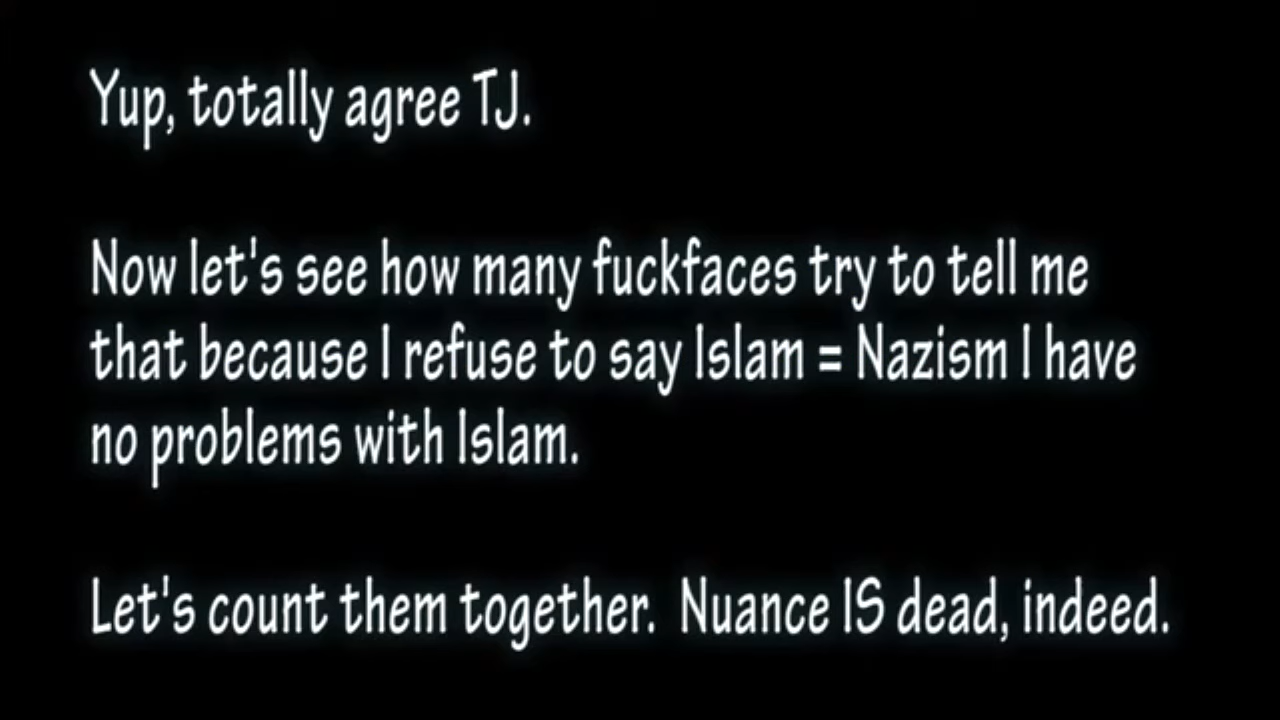 Yup, totally agree TJ.
Now let's see how many fuckfaces try to tell me
that because I refuse to say Islam = Nazism I have
no problems with Islam.
Let's count them together.  Nuance IS dead, indeed.